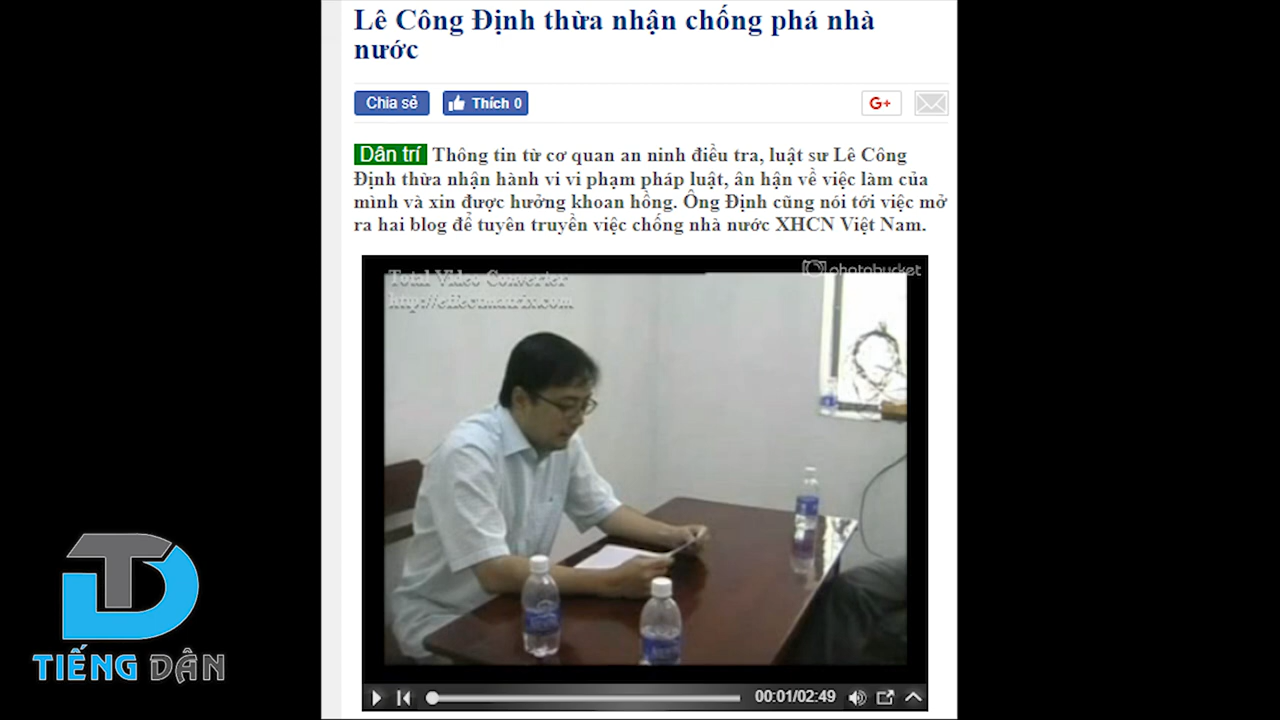 Lê Công Định thừa nhận chống phá nhà
nước
Chia sẻ
Thích 0
G+
Dân trí Thông tin từ cơ quan an ninh điều tra, luật sư Lê Công
Định thừa nhận hành vi vi phạm pháp luật, ân hận về việc làm của
mình và xin được hưởng khoan hồng. Ông Định cũng nói tới việc mở
ra hai blog để tuyên truyền việc chống nhà nước XHCN Việt Nam.
photobucket
Total Video Converter
http://effectmatrix.com
00:01/02:49
TD
TIẾNG DÂN